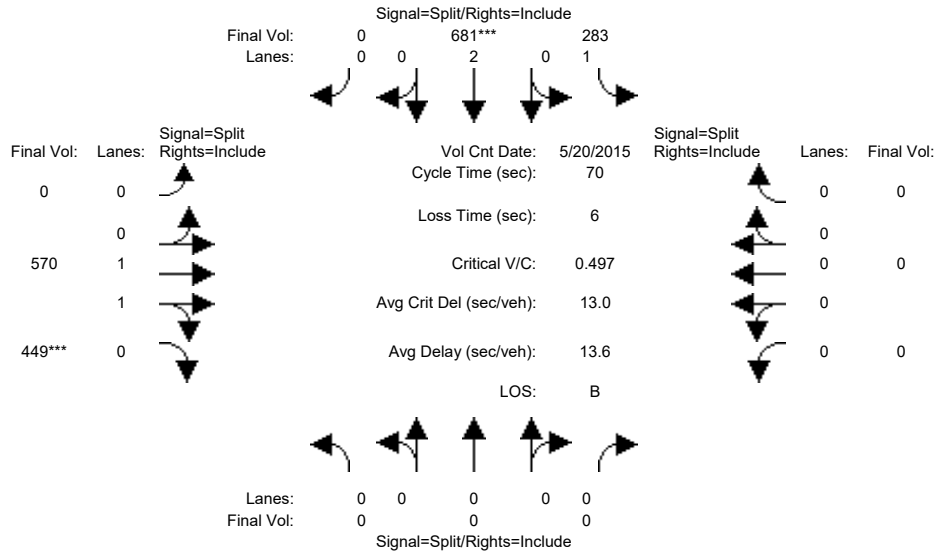 Signal=Split/Rights=Include
Final Vol: 0 681*** 283
Lanes: 0 0 2 0 1
Signal=Split
Final Vol: Lanes: Rights=Include
Vol Cnt Date: 5/20/2015
Signal=Split
Rights=Include Lanes: Final Vol:
Cycle Time (sec): 70
0 0
0 0
Loss Time (sec): 6
0
0
570 1
Critical V/C: 0.497
0 0
1
Avg Crit Del (sec/veh): 13.0
0
449*** 0
Avg Delay (sec/veh): 13.6
0 0
LOS: B
Lanes: 0 0 0 0 0
Final Vol: 0 0 0
Signal=Split/Rights=Include